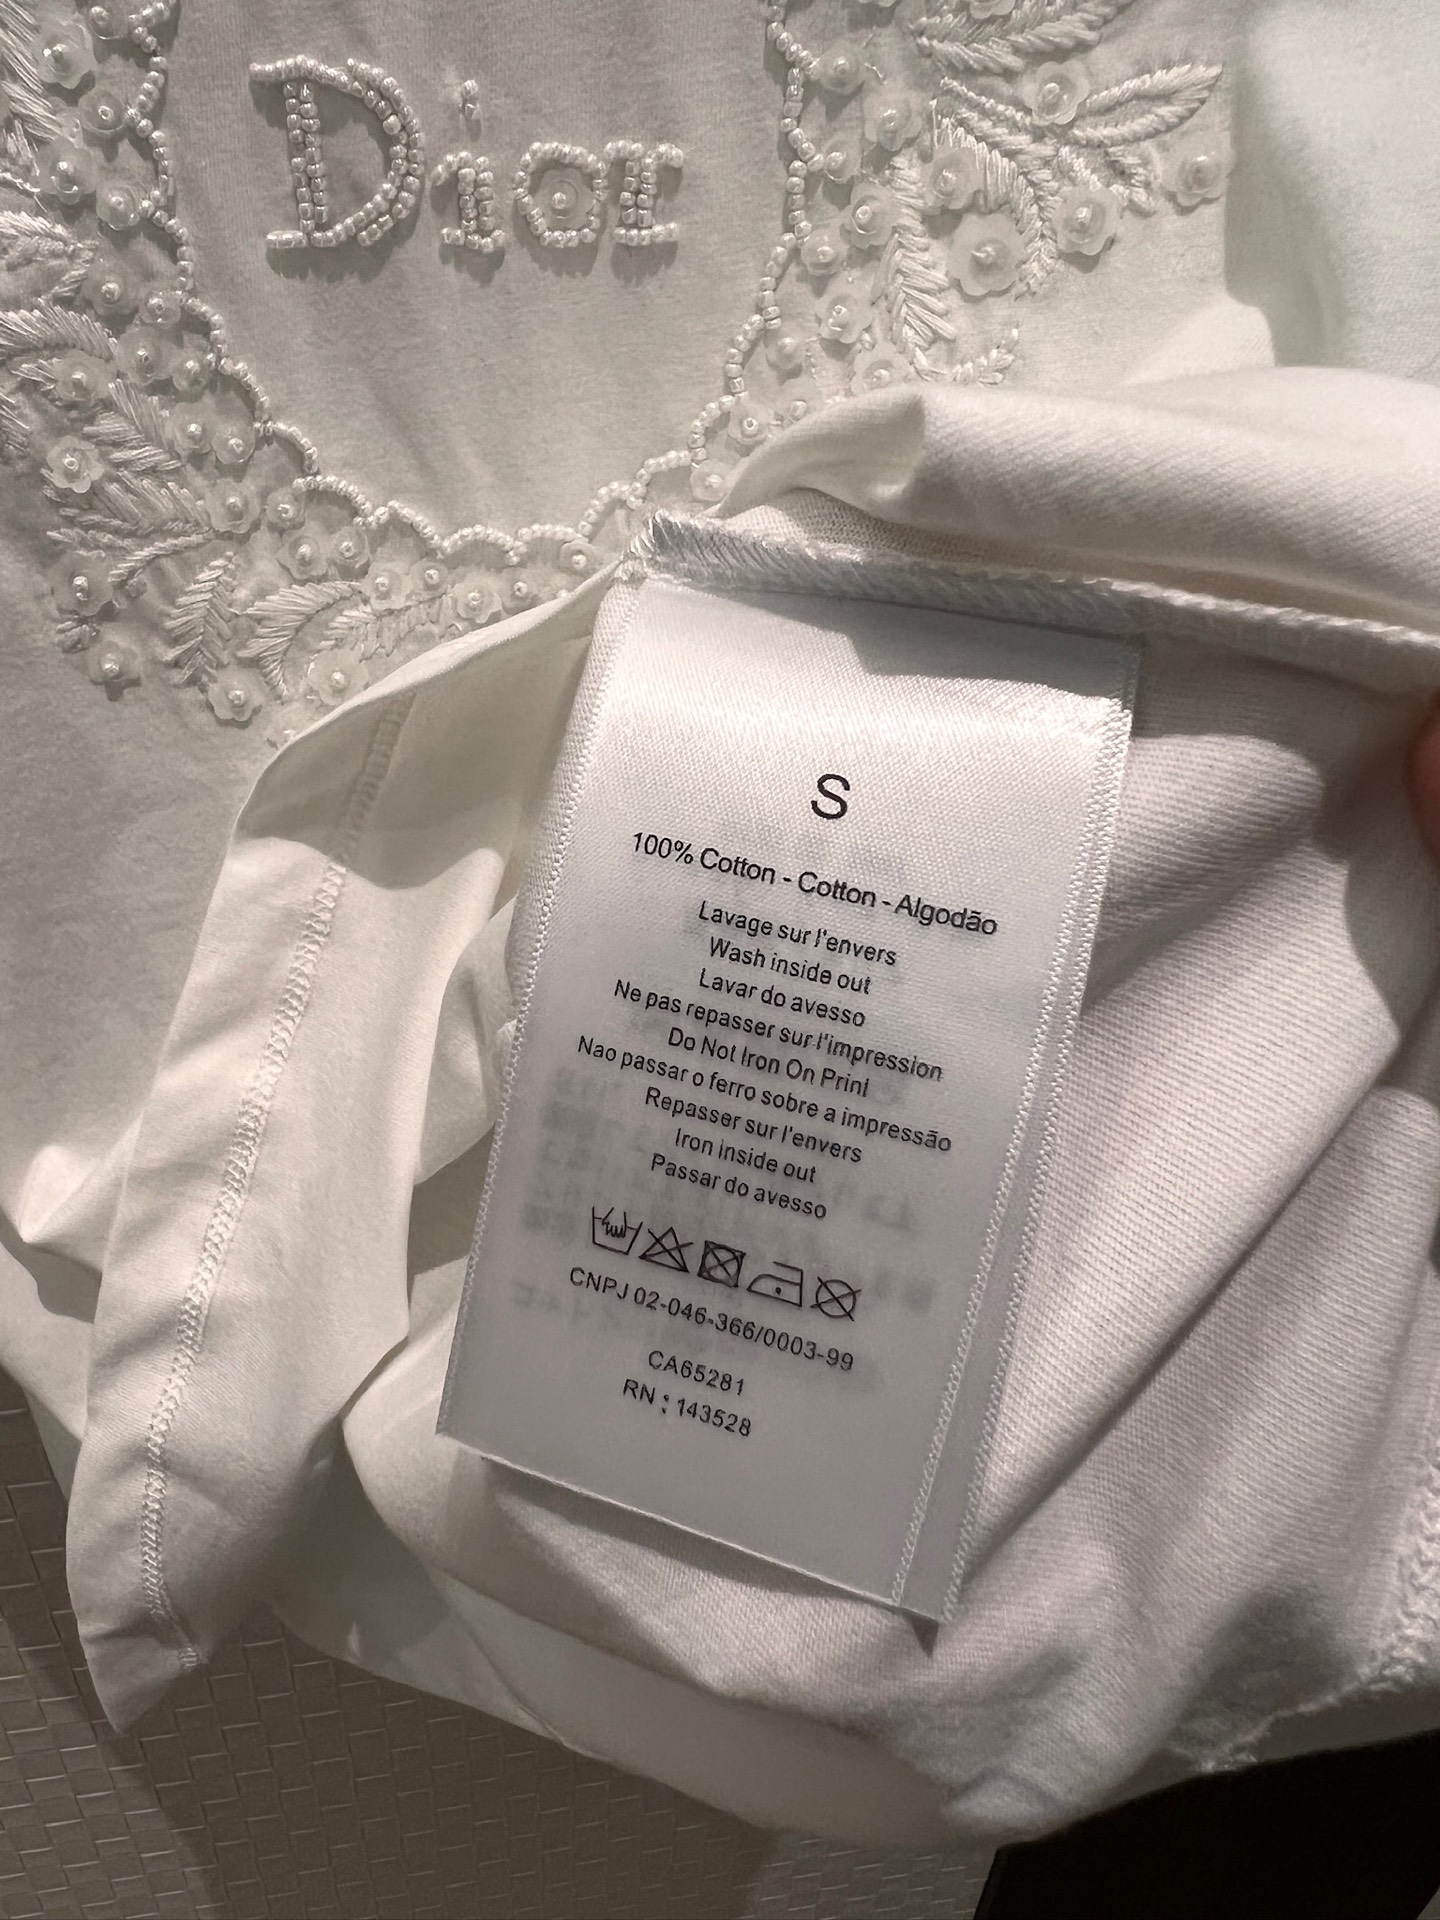 Dior
S
100% Cotton - Cotton - Algodão
Lavage sur l'envers
Wash inside out
Lavar do avesso
Ne pas repasser sur l'impression
Do Not Iron On Print
Nao passar o ferro sobre a impressão
Repasser sur l'envers
Iron inside out
Passar do avesso
CNPJ 02-046-366/0003-99
CA65281
RN : 143528